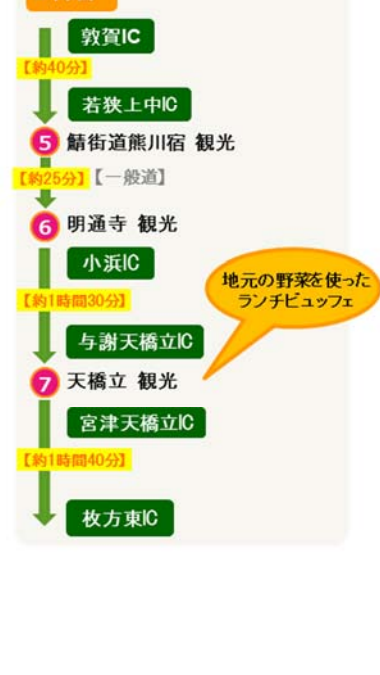 敦賀IC
【約40分】
若狭上中IC
5 鯖街道熊川宿 観光
【約25分】【一般道】
6 明通寺 観光
小浜IC
地元の野菜を使った
ランチビュッフェ
【約1時間30分】
与謝天橋立IC
7 天橋立 観光
宮津天橋立IC
【約1時間40分】
枚方東IC